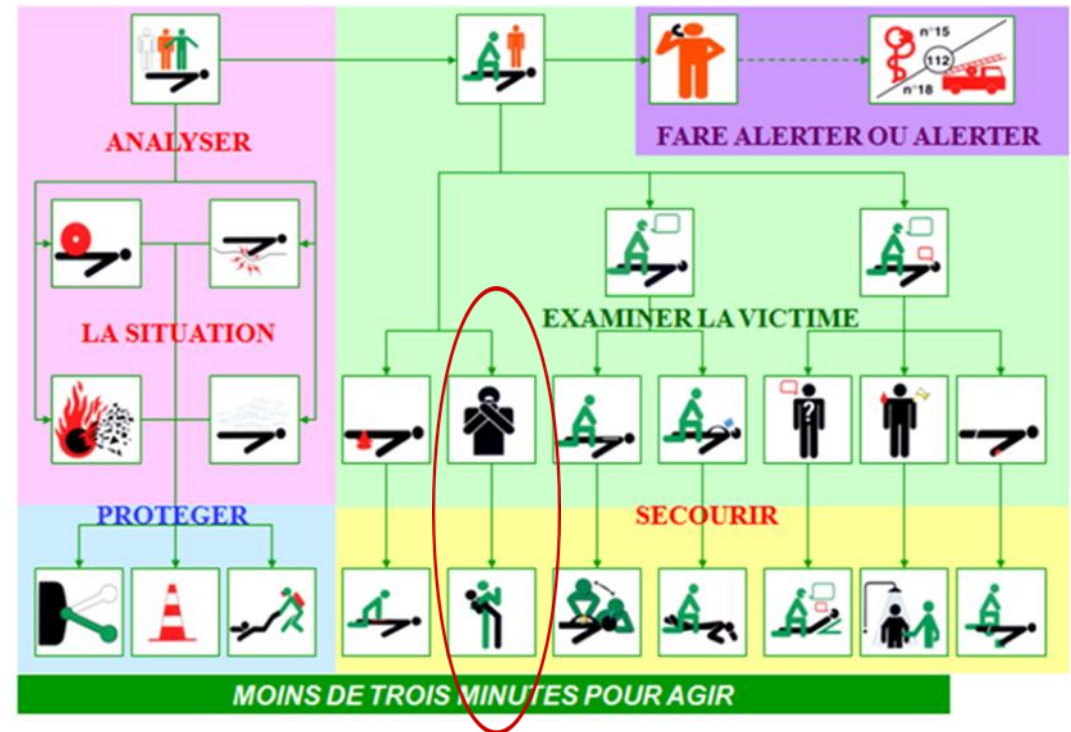 n°15
112
n°18
FARE ALERTER OU ALERTER
ANALYSER
LA SITUATION
EXAMINER LA VICTIME
?
PROTEGER
SECOURIR
MOINS DE TROIS MINUTES POUR AGIR